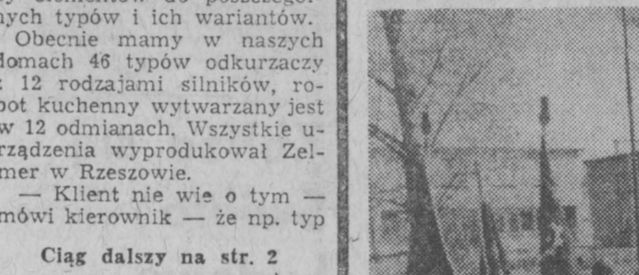 nych typów i ich wariantów.
Obecnie mamy w naszych
domach 46 typów odkurzaczy
z 12 rodzajami silników, ro-
bot kuchenny wytwarzany jest
w 12 odmianach. Wszystkie u-
rządzenia wyprodukował Zel-
mer w Rzeszowie.
— Klient nie wie o tym —
mówi kierownik — że np. typ
Ciąg dalszy na str. 2